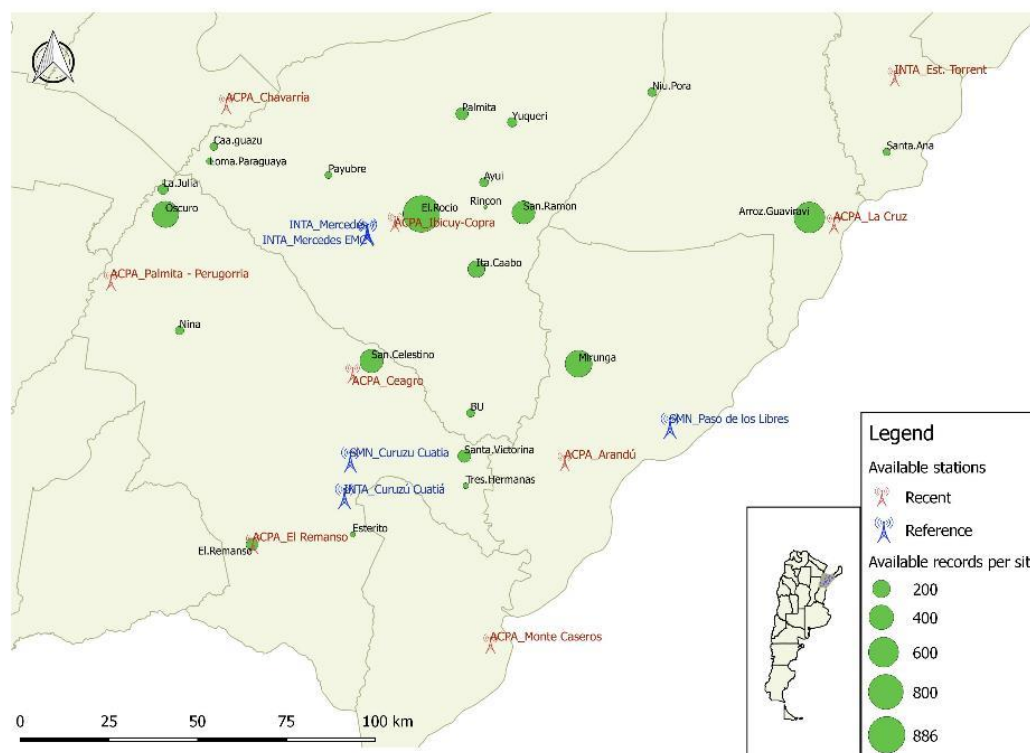 INTA_Est. Torrent
Niu.Pora
ACPA_Chavarria
Palmita
Yuqueri
Caa.guazu
Loma.Paraguaya
Santa.Ana
Payubre
Ayui
La.Julia
Rincon
Oscuro
El.Rocio
San.Ramon
Arroz.Guaviravi
ACPA_La Cruz
INTA_Mercedes
ACPA_Ibicuy-Copra
INTA_Mercedes EMC
Ita.Caabo
ACPA_Palmita - Perugorria
Nina
San.Celestino
Mirunga
ACPA_Ceagro
BU
SMN_Paso de los Libres
SMN_Curuzu Cuatia
Santa.Victorina
ACPA_Arandú
INTA_Curuzú Cuatiá
Tres.Hermanas
Esterito
ACPA_El Remanso
El.Remanso
ACPA_Monte Caseros
0 25 50 75 100 km
Legend
Available stations
Recent
Reference
Available records per sit
200
400
600
800
886